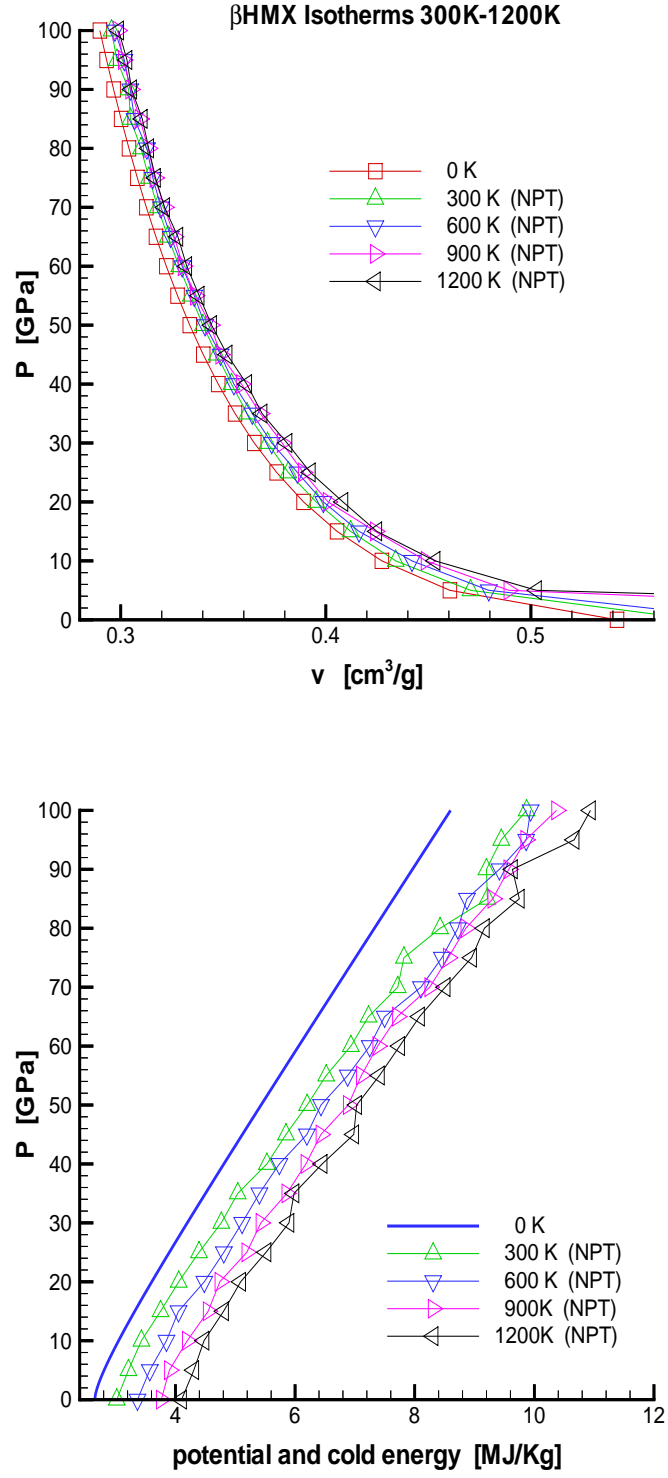 βHMX Isotherms 300K-1200K
100
90
80
70
60
50
40
30
20
10
0
P [GPa]
0 K
300 K (NPT)
600 K (NPT)
900 K (NPT)
1200 K (NPT)
0.3
0.4
0.5
v [cm³/g]
100
90
80
70
60
50
40
30
20
10
0
P [GPa]
0 K
300 K (NPT)
600 K (NPT)
900K (NPT)
1200K (NPT)
4
6
8
10
12
potential and cold energy [MJ/Kg]